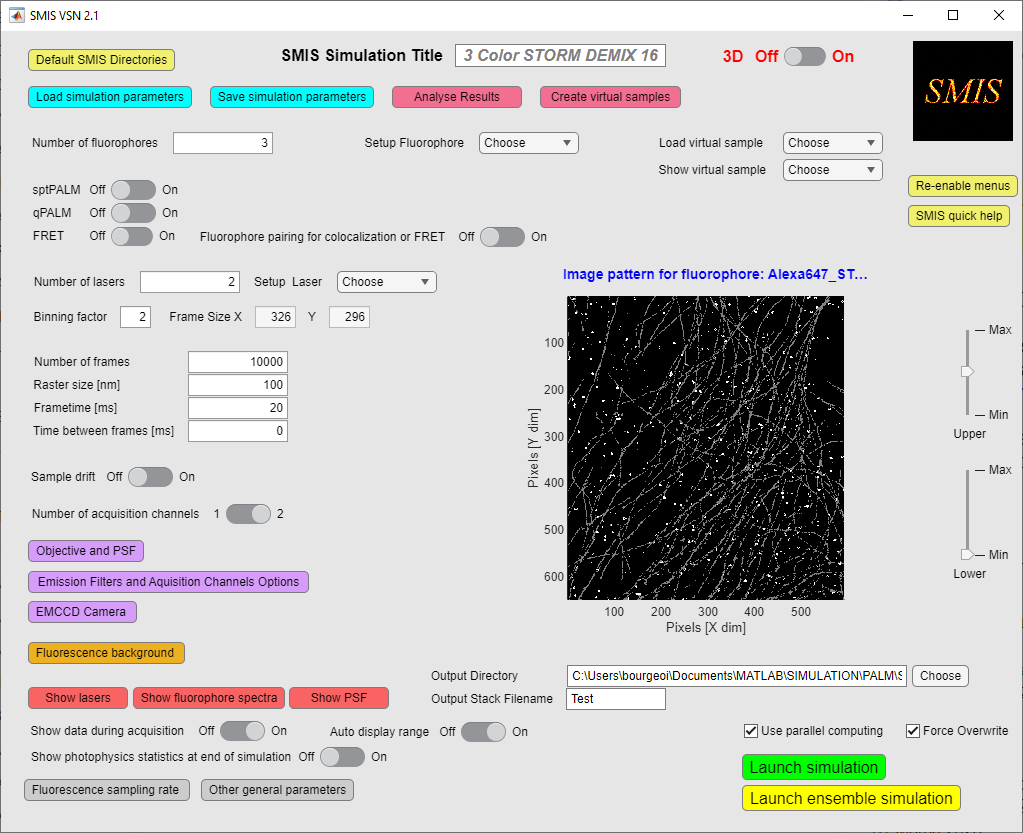 SMIS VSN 2.1
Default SMIS Directories
SMIS Simulation Title 3 Color STORM DEMIX 16
3D Off On
SMIS
Load simulation parameters Save simulation parameters Analyse Results Create virtual samples
Number of fluorophores 3 Setup Fluorophore Choose Load virtual sample Choose
Show virtual sample Choose
Re-enable menus
SMIS quick help
sptPALM Off On
qPALM Off On
FRET Off On Fluorophore pairing for colocalization or FRET Off On
Number of lasers 2 Setup Laser Choose
Binning factor 2 Frame Size X 326 Y 296
Number of frames 10000
Raster size [nm] 100
Frametime [ms] 20
Time between frames [ms] 0
Sample drift Off On
Number of acquisition channels 1 2
Objective and PSF
Emission Filters and Aquisition Channels Options
EMCCD Camera
Fluorescence background
Show lasers Show fluorophore spectra Show PSF
Show data during acquisition Off On Auto display range Off On
Show photophysics statistics at end of simulation Off On
Fluorescence sampling rate Other general parameters
Image pattern for fluorophore: Alexa647_ST...
Pixels [Y dim]
100
200
300
400
500
600
100 200 300 400 500
Pixels [X dim]
Max
Min
Upper
Max
Min
Lower
Output Directory C:\Users\bourgeoi\Documents\MATLAB\SIMULATION\PALM\S Choose
Output Stack Filename Test
Use parallel computing Force Overwrite
Launch simulation
Launch ensemble simulation